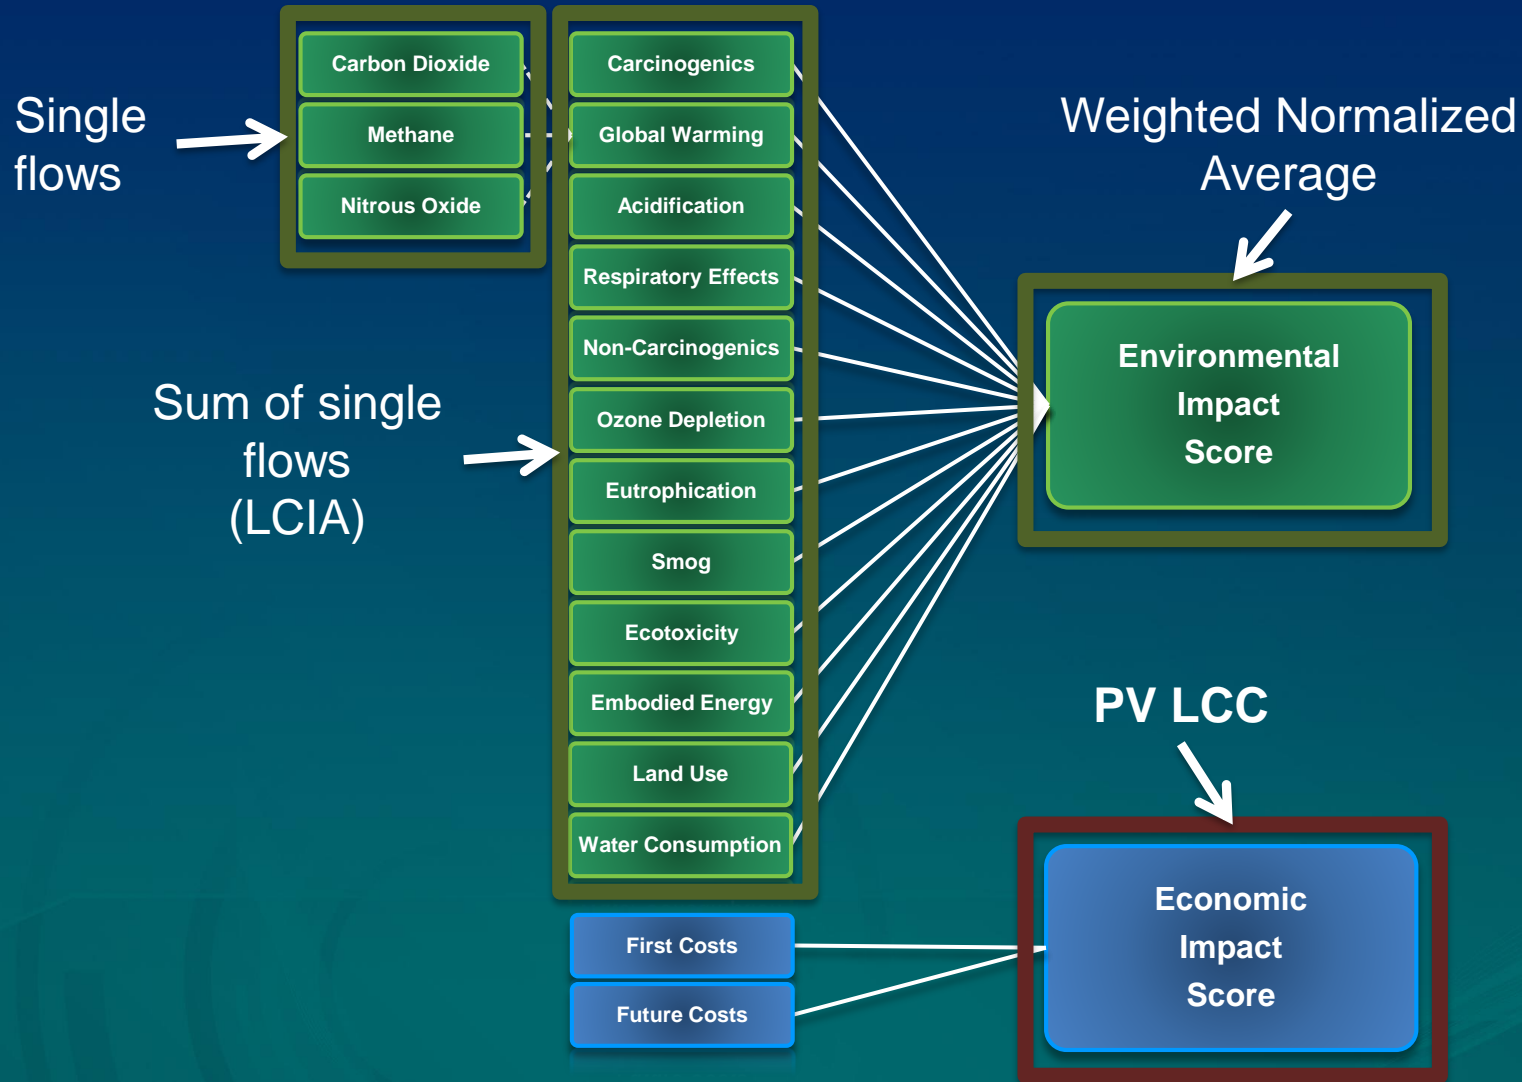 Single
flows
Carbon Dioxide
Methane
Nitrous Oxide
Sum of single
flows
(LCIA)
Carcinogenics
Global Warming
Acidification
Respiratory Effects
Non-Carcinogenics
Ozone Depletion
Eutrophication
Smog
Ecotoxicity
Embodied Energy
Land Use
Water Consumption
First Costs
Future Costs
Weighted Normalized
Average
Environmental
Impact
Score
PV LCC
Economic
Impact
Score